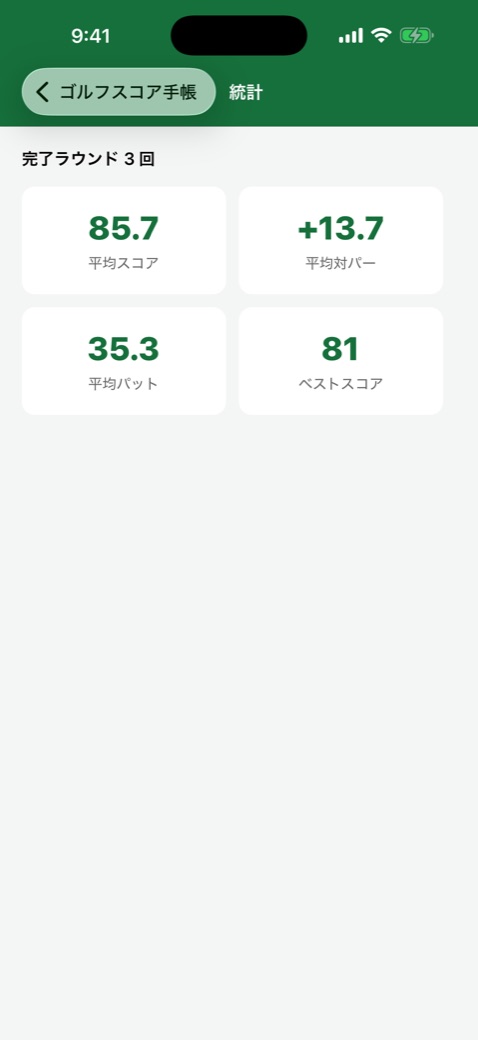 9:41
ゴルフスコア手帳 統計
完了ラウンド 3 回
85.7
平均スコア
+13.7
平均対パー
35.3
平均パット
81
ベストスコア